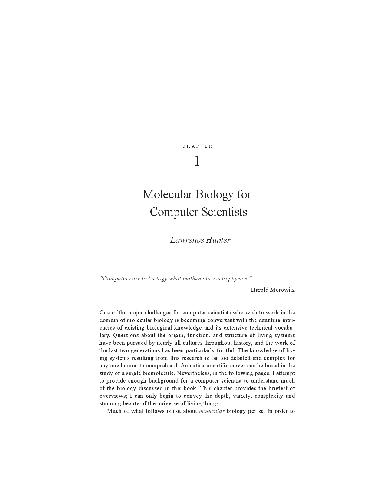 CHAPTER
1
Molecular Biology for
Computer Scientists
Lawrence Hunter
"Computers are to biology what mathematics is to physics."
Harold Morowitz
One of the major challenges for computer scientists who wish to work in the
domain of molecular biology is becoming conversant with the daunting intri-
cacies of existing biological knowledge and its extensive technical vocabu-
lary. Questions about the origin, function, and structure of living systems
have been pursued by nearly all cultures throughout history, and the work of
the last two generations has been particularly fruitful. The knowledge of liv-
ing systems resulting from this research is far too detailed and complex for
any one human to comprehend. An entire scientific career can be based in the
study of a single biomolecule. Nevertheless, in the following pages, I attempt
to provide enough background for a computer scientist to understand much
of the biology discussed in this book. This chapter provides the briefest of
overviews; I can only begin to convey the depth, variety, complexity and
stunning beauty of the universe of living things.
Much of what follows is not about molecular biology per se. In order to